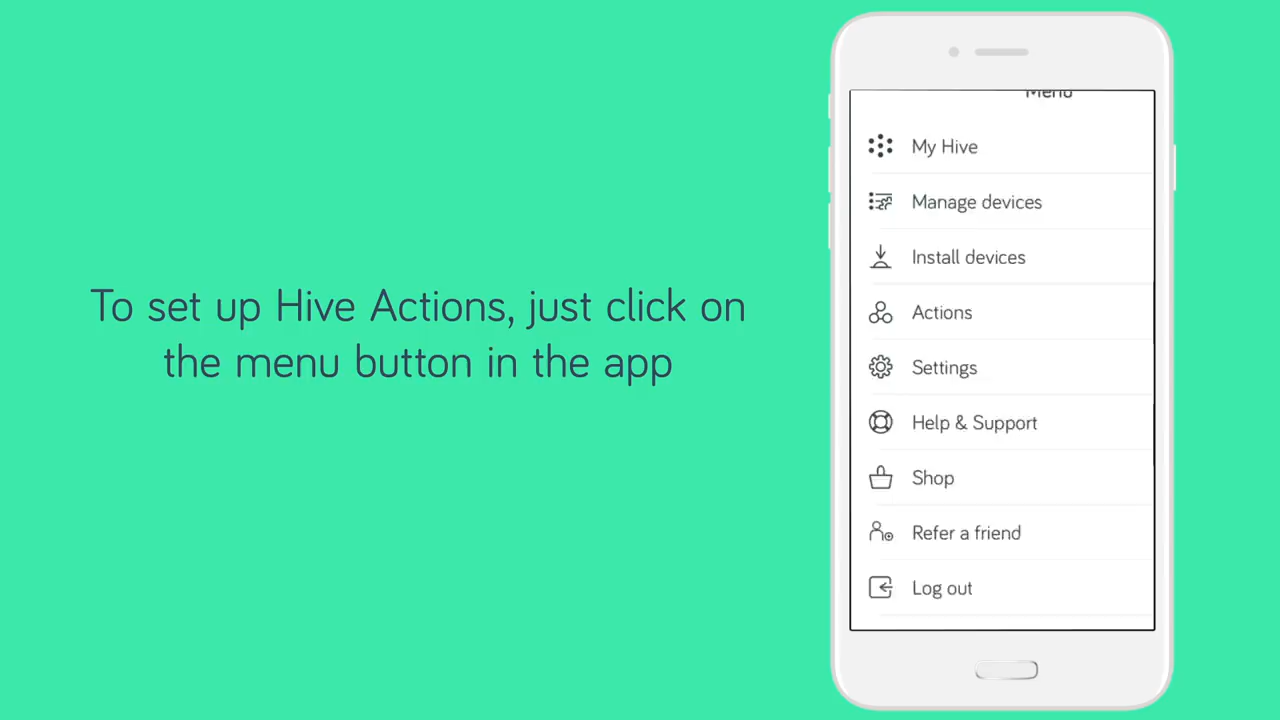 To set up Hive Actions, just click on
the menu button in the app
Menu
My Hive
Manage devices
Install devices
Actions
Settings
Help & Support
Shop
Refer a friend
Log out